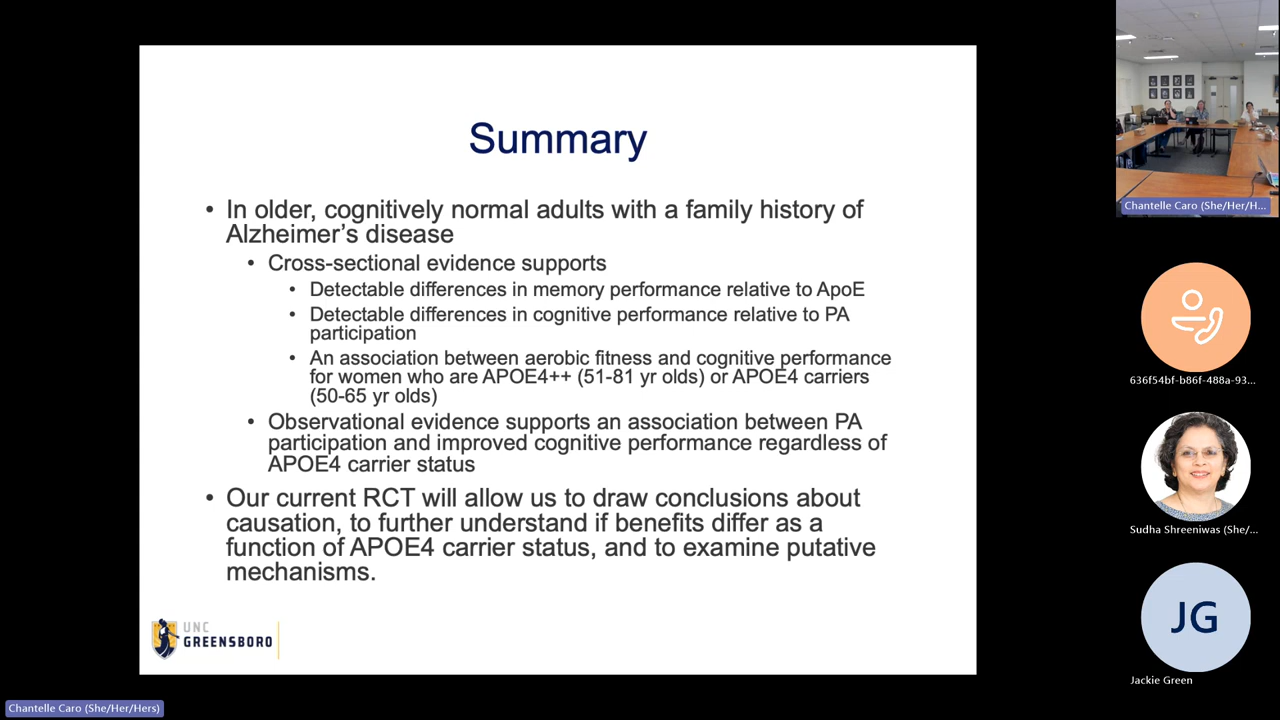 Summary
• In older, cognitively normal adults with a family history of
Alzheimer's disease
• Cross-sectional evidence supports
• Detectable differences in memory performance relative to ApoE
• Detectable differences in cognitive performance relative to PA
participation
• An association between aerobic fitness and cognitive performance
for women who are APOE4++ (51-81 yr olds) or APOE4 carriers
(50-65 yr olds)
• Observational evidence supports an association between PA
participation and improved cognitive performance regardless of
APOE4 carrier status
• Our current RCT will allow us to draw conclusions about
causation, to further understand if benefits differ as a
function of APOE4 carrier status, and to examine putative
mechanisms.
UNC
GREENSBORO
Chantelle Caro (She/Her/H...
636f54bf-b86f-488a-93...
Sudha Shreeniwas (She/...
JG
Jackie Green
Chantelle Caro (She/Her/Hers)